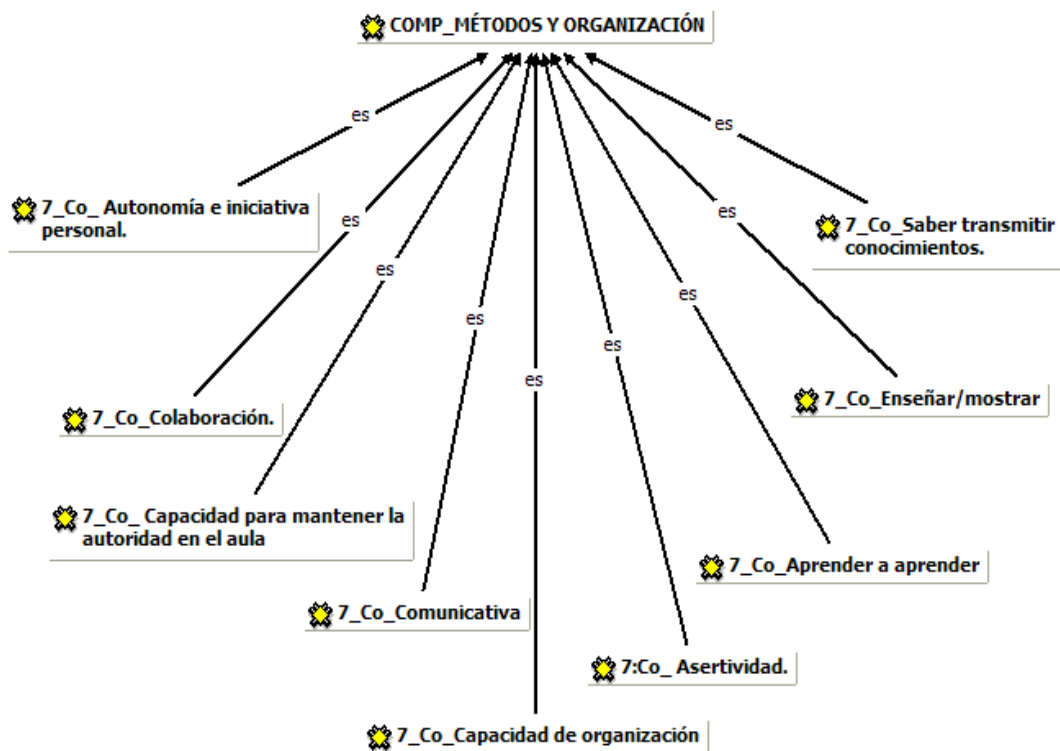 COMP_MÉTODOS Y ORGANIZACIÓN
es
es
7_Co_ Autonomía e iniciativa
personal.
es
es
7_Co_Saber transmitir
conocimientos.
es
es
es
es
es
7_Co_Colaboración.
7_Co_Enseñar/mostrar
7_Co_ Capacidad para mantener la
autoridad en el aula
7_Co_Aprender a aprender
7_Co_Comunicativa
7:Co_ Asertividad.
7_Co_Capacidad de organización